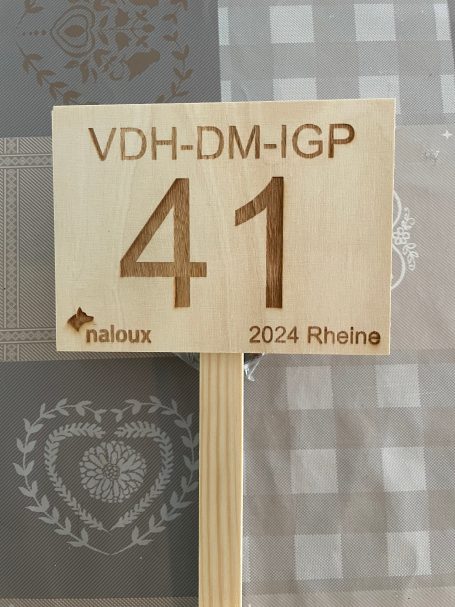 VDH-DM-IGP
41
naloux
2024 Rheine